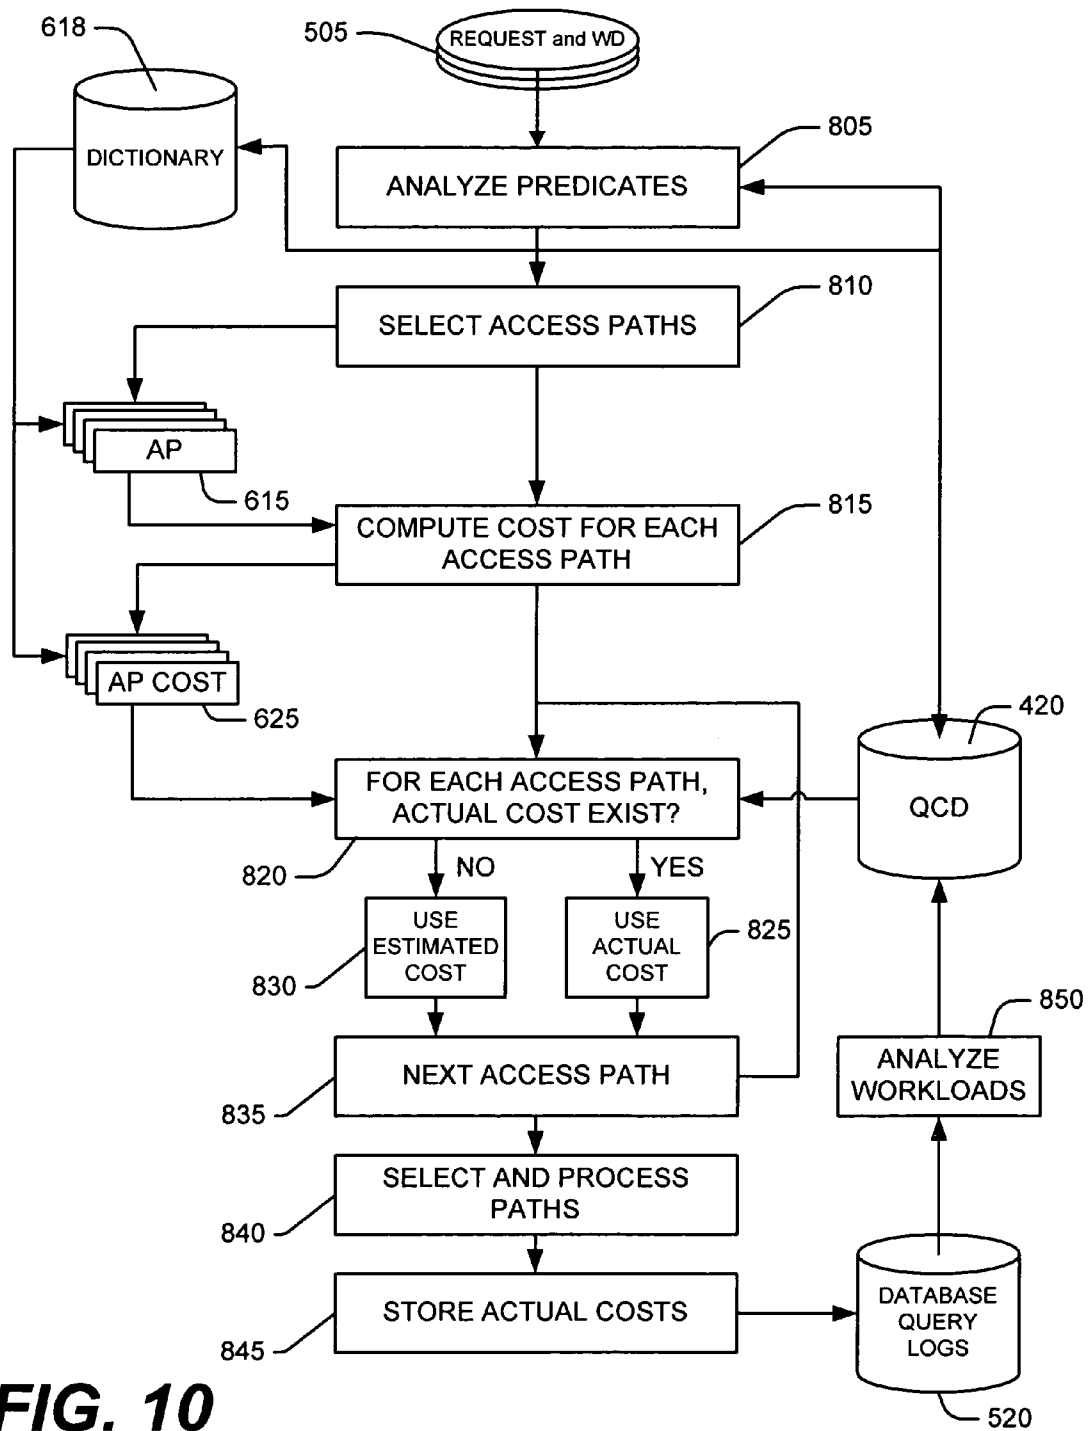 618
505
REQUEST and WD
805
DICTIONARY
ANALYZE PREDICATES
810
SELECT ACCESS PATHS
AP
615
815
COMPUTE COST FOR EACH
ACCESS PATH
AP COST
625
420
FOR EACH ACCESS PATH,
ACTUAL COST EXIST?
QCD
820
NO
YES
USE
ESTIMATED
COST
830
USE
ACTUAL
COST
825
850
NEXT ACCESS PATH
835
ANALYZE
WORKLOADS
SELECT AND PROCESS
PATHS
840
STORE ACTUAL COSTS
845
DATABASE
QUERY
LOGS
520
FIG. 10